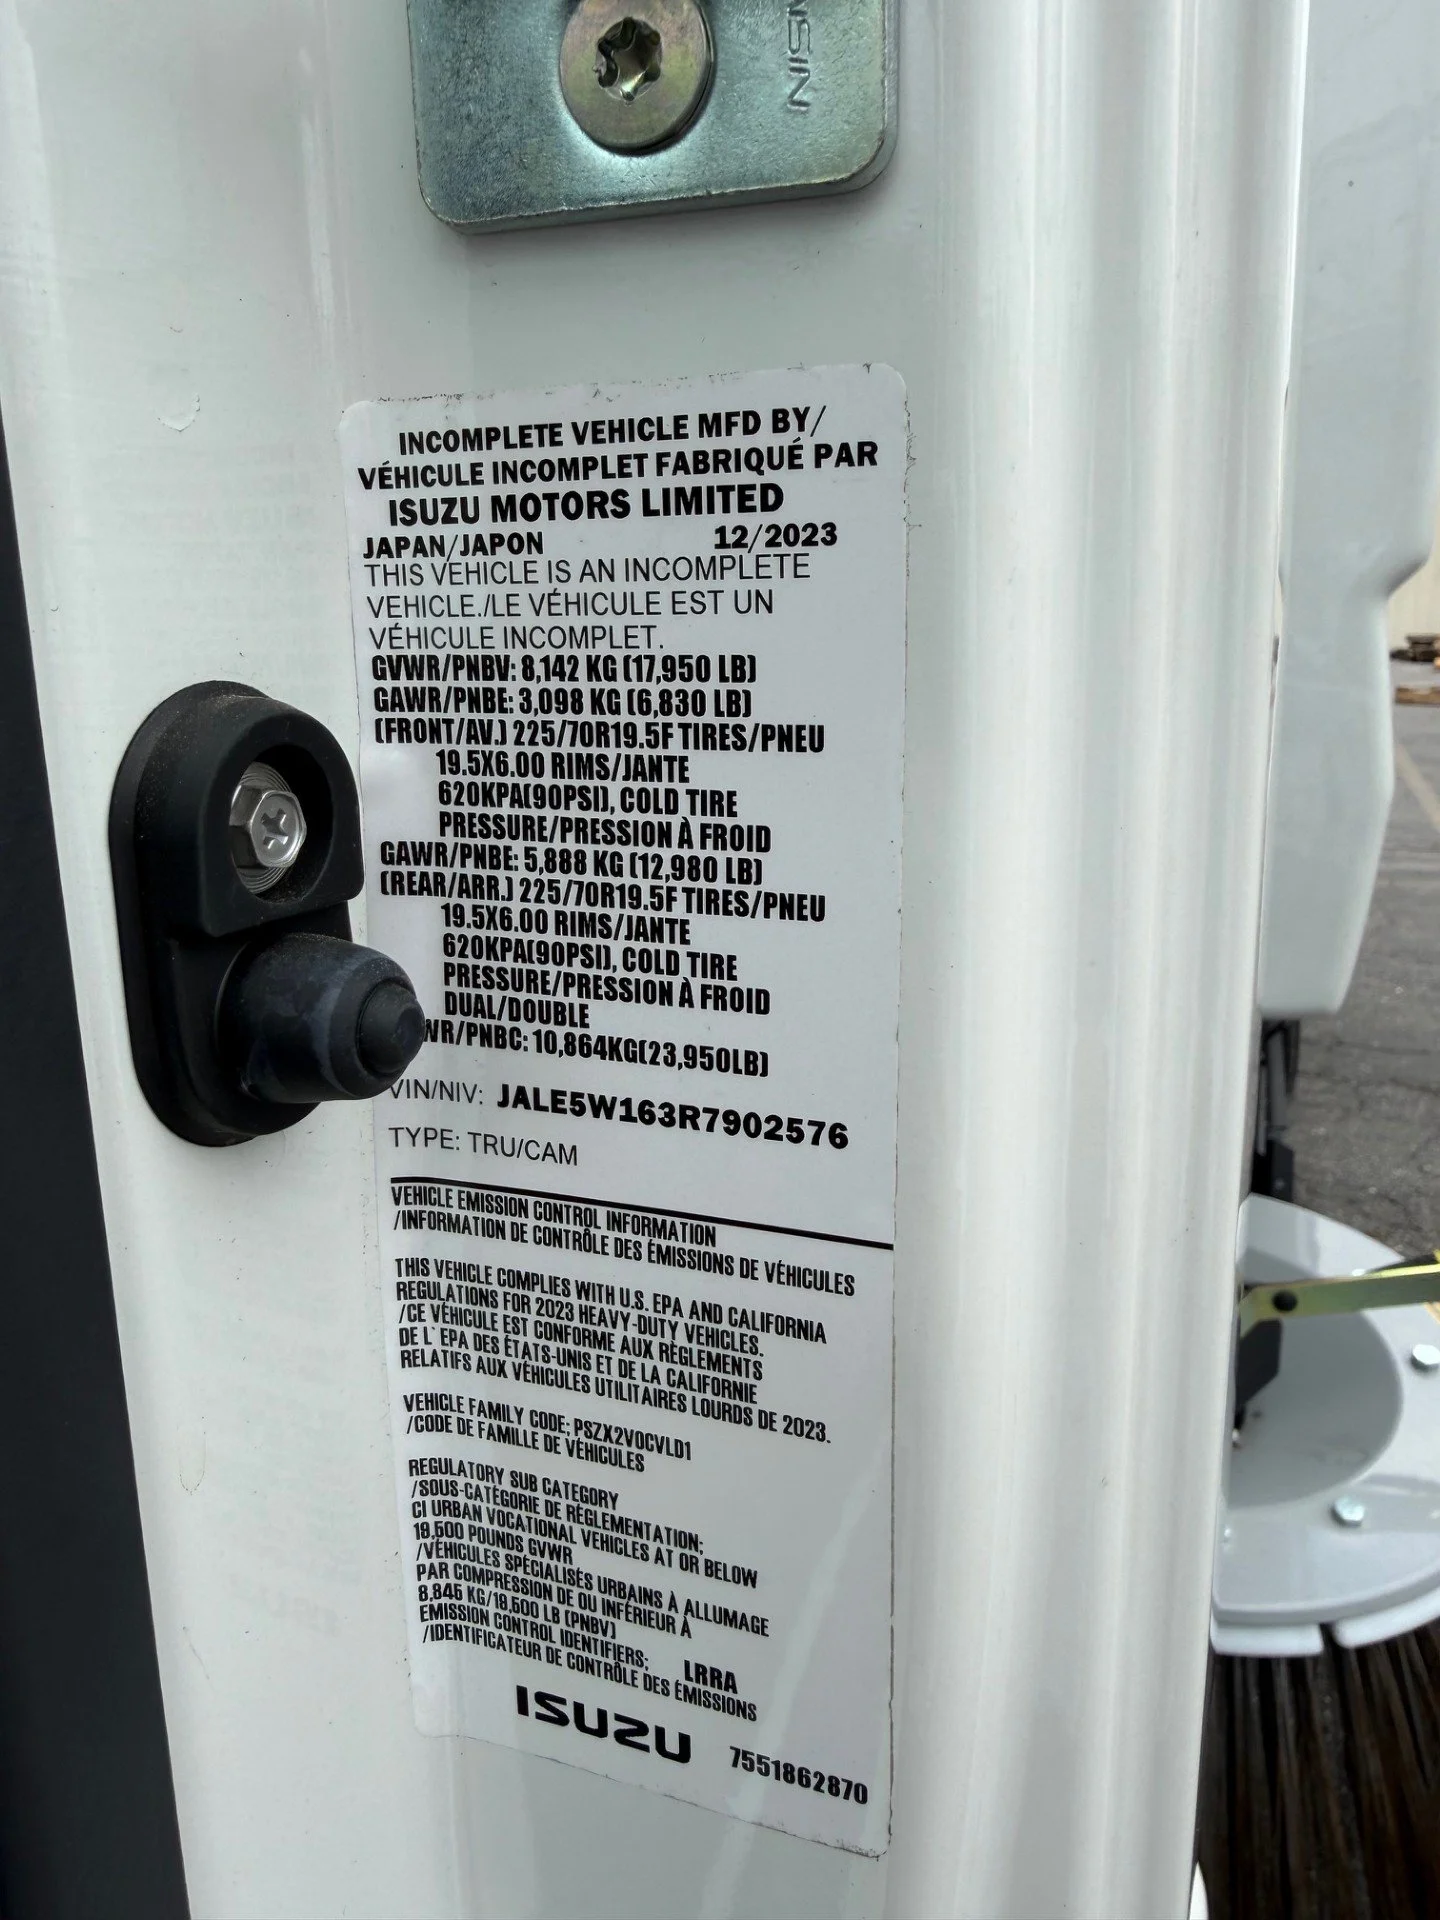 NISM
INCOMPLETE VEHICLE MFD BY/
VÉHICULE INCOMPLET FABRIQUÉ PAR
ISUZU MOTORS LIMITED
JAPAN/JAPON 12/2023
THIS VEHICLE IS AN INCOMPLETE
VEHICLE./LE VÉHICULE EST UN
VÉHICULE INCOMPLET.
GVWR/PNBV: 8,142 KG (17,950 LB)
GAWR/PNBE: 3,098 KG (6,830 LB)
(FRONT/AV.) 225/70R19.5F TIRES/PNEU
19.5X6.00 RIMS/JANTE
620KPA(90PSI), COLD TIRE
PRESSURE/PRESSION À FROID
GAWR/PNBE: 5,888 KG (12,980 LB)
(REAR/ARR.) 225/70R19.5F TIRES/PNEU
19.5X6.00 RIMS/JANTE
620KPA(90PSI), COLD TIRE
PRESSURE/PRESSION À FROID
DUAL/DOUBLE
WR/PNBC: 10,864KG(23,950LB)
VIN/NIV: JALE5W163R7902576
TYPE: TRU/CAM
VEHICLE EMISSION CONTROL INFORMATION
/INFORMATION DE CONTRÔLE DES ÉMISSIONS DE VÉHICULES
THIS VEHICLE COMPLIES WITH U.S. EPA AND CALIFORNIA
REGULATIONS FOR 2023 HEAVY-DUTY VEHICLES.
/CE VÉHICULE EST CONFORME AUX RÈGLEMENTS
DE L' EPA DES ÉTATS-UNIS ET DE LA CALIFORNIE
RELATIFS AUX VÉHICULES UTILITAIRES LOURDS DE 2023.
VEHICLE FAMILY CODE; PSZX2VOCVLD1
/CODE DE FAMILLE DE VÉHICULES
REGULATORY SUB CATEGORY
/SOUS-CATÉGORIE DE RÉGLEMENTATION;
CI URBAN VOCATIONAL VEHICLES AT OR BELOW
19,500 POUNDS GVWR
/VÉHICULES SPÉCIALISÉS URBAINS À ALLUMAGE
PAR COMPRESSION DE OU INFÉRIEUR À
8,845 KG/19,500 LB (PNBV)
EMISSION CONTROL IDENTIFIERS; LRRA
/IDENTIFICATEUR DE CONTRÔLE DES ÉMISSIONS
ISUZU 7551862870